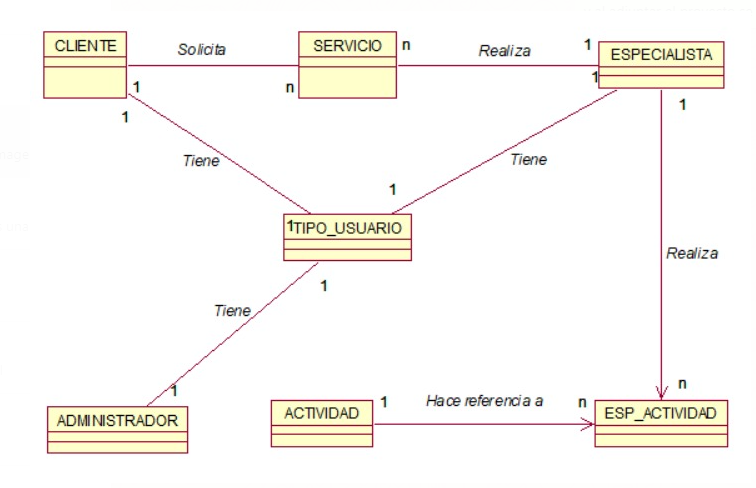 CLIENTE
Solicita
SERVICIO
n
Realiza
1
ESPECIALISTA
1
n
1
1
1
Tiene
Tiene
1
1TIPO_USUARIO
Realiza
1
Tiene
1
n
ADMINISTRADOR
ACTIVIDAD
1
Hace referencia a
n
ESP_ACTIVIDAD